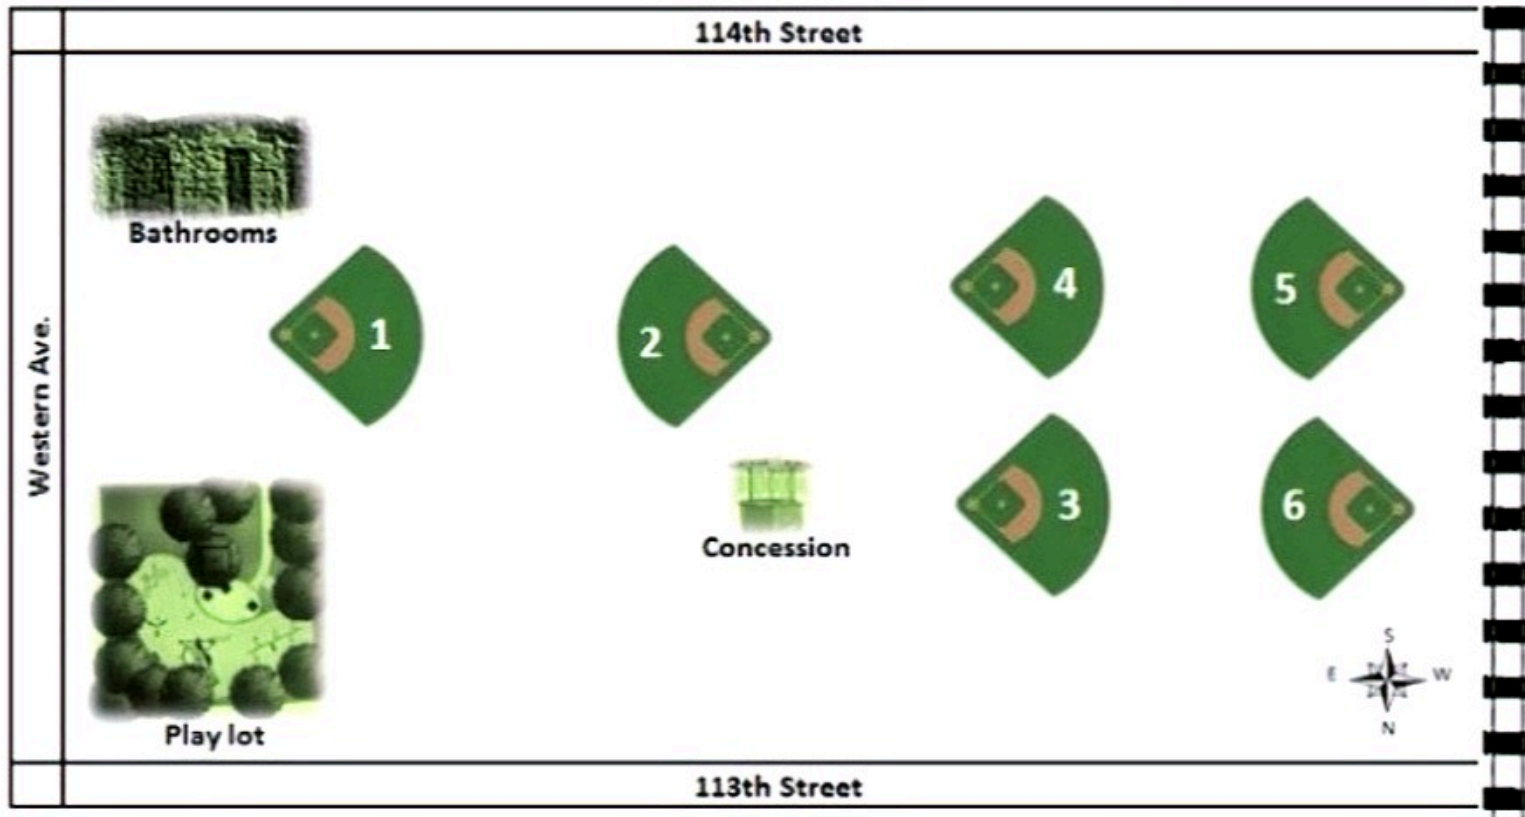 114th Street
Bathrooms
4
5
1
2
Western Ave.
3
6
Concession
S
E
W
N
Play lot
113th Street